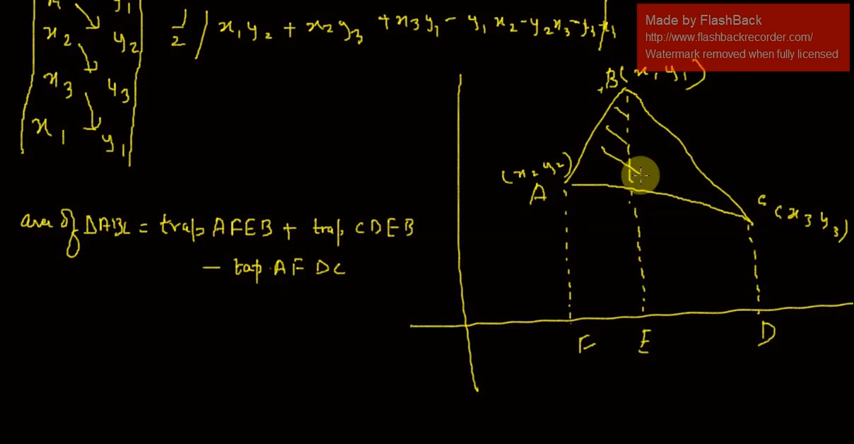 y₁
x₂ y₂
x₃ y₃
x₁ y₁
1/2 | x₁y₂ + x₂y₃ + x₃y₁ − y₁x₂ − y₂x₃ − y₃x₁ |
Made by FlashBack
http://www.flashbackrecorder.com/
Watermark removed when fully licensed
B(x₁ y₁)
(x₂ y₂)
A
C (x₃ y₃)
F E D
area of ΔABC = trap AFEB + trap CDEB
− trap AFDC